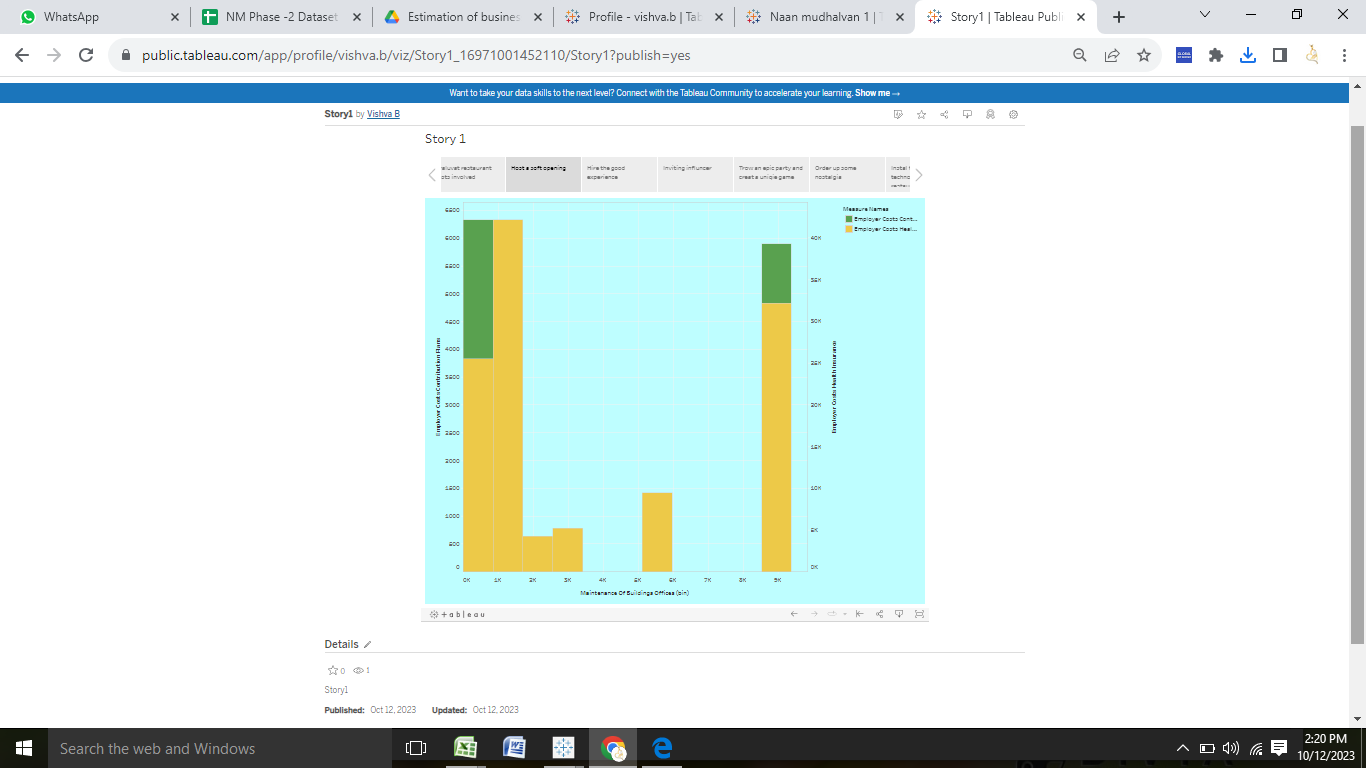 WhatsApp
NM Phase -2 Dataset
Estimation of busines
Profile - vishva.b | Tab
Naan mudhalvan 1 | T
Story1 | Tableau Publi
public.tableau.com/app/profile/vishva.b/viz/Story1_16971001452110/Story1?publish=yes
Want to take your data skills to the next level? Connect with the Tableau Community to accelerate your learning. Show me →
Story1 by Vishva B
Story 1
Host a soft opening
Hire the good
experience
Inviting influncer
Trow an epic party and
creat a uniqie game
Order up some
nostalgia
Instal
techno
Measure Names
Employer Costs Cont...
Employer Costs Heal...
Employer Costs Contribution Plans
6500
6000
5500
5000
4500
4000
3500
3000
2500
2000
1500
1000
500
0
40K
35K
30K
25K
20K
15K
10K
5K
0K
Employer Costs Health Insurance
0K 1K 2K 3K 4K 5K 6K 7K 8K 9K
Maintenance Of Buildings Offices (bin)
+ a b l e a u
Details
0 1
Story1
Published: Oct 12, 2023 Updated: Oct 12, 2023
Search the web and Windows
2:20 PM
10/12/2023